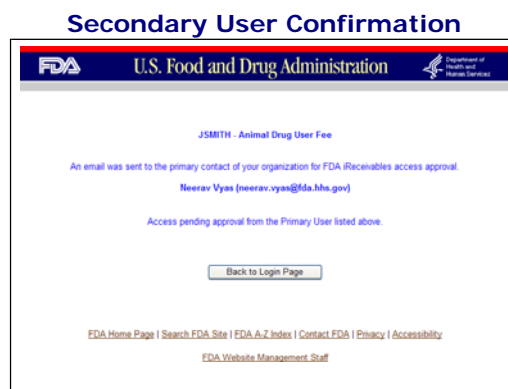 Secondary User Confirmation
FDA U.S. Food and Drug Administration Department of
Health and
Human Services
JSMITH - Animal Drug User Fee
An email was sent to the primary contact of your organization for FDA iReceivables access approval.
Neerav Vyas (neerav.vyas@fda.hhs.gov)
Access pending approval from the Primary User listed above.
Back to Login Page
FDA Home Page | Search FDA Site | FDA A-Z Index | Contact FDA | Privacy | Accessibility
FDA Website Management Staff